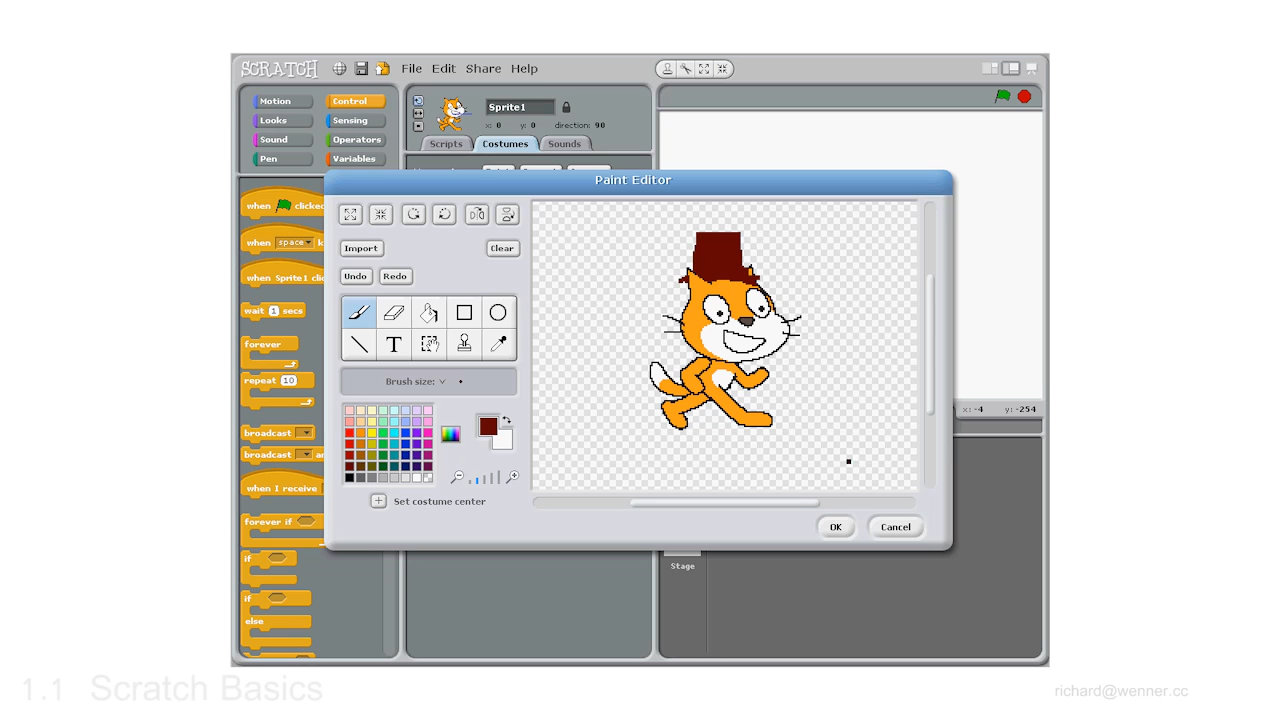 SCRATCH File Edit Share Help
Motion Control
Looks Sensing
Sound Operators
Pen Variables
Sprite1
x: 0 y: 0 direction: 90
Scripts Costumes Sounds
Paint Editor
when clicked
when space
when Sprite1
wait 1 secs
forever
repeat 10
broadcast
broadcast
when I receive
forever if
if
if
else
Import Clear
Undo Redo
T
Brush size:
Set costume center
OK Cancel
x: -4 y: -254
Stage
1.1 Scratch Basics
richard@wenner.cc